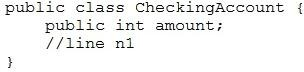 public class CheckingAccount {
    public int amount;
    //line n1
}